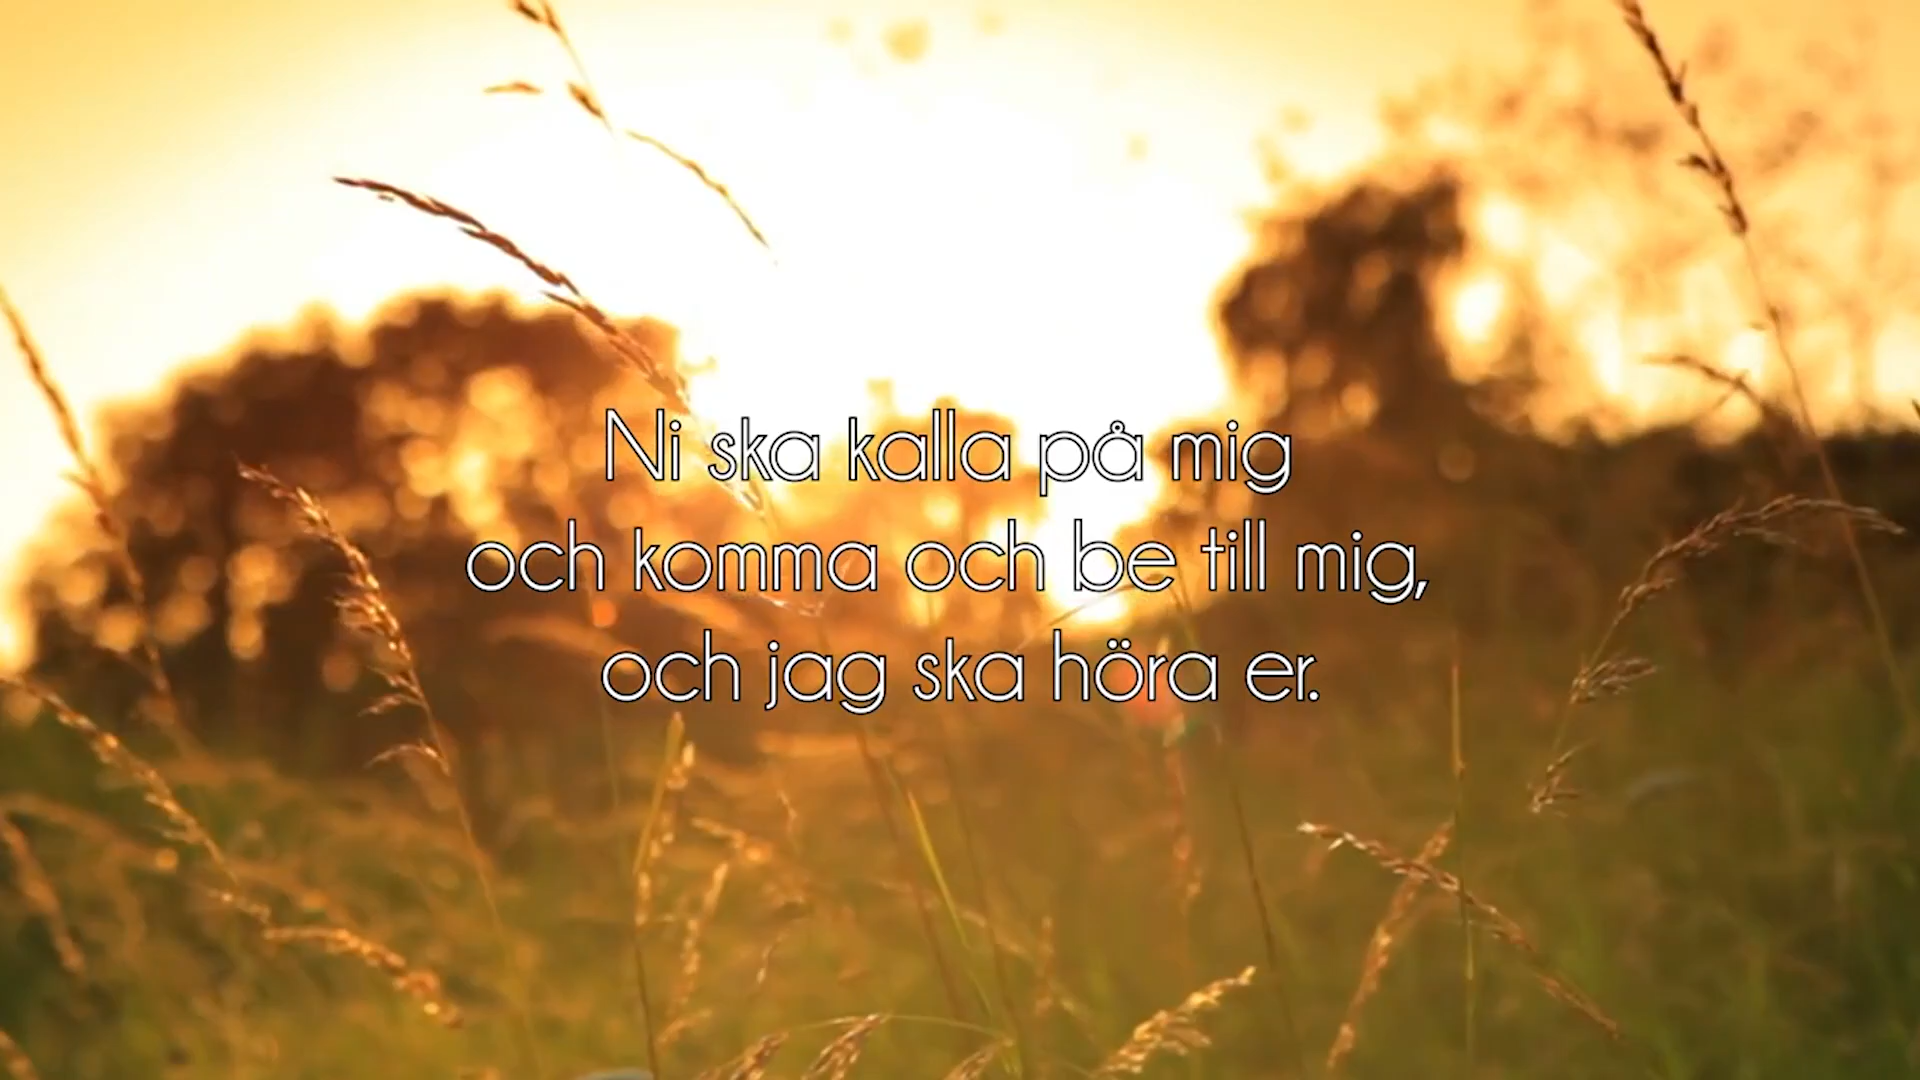 Ni ska kalla på mig
och komma och be till mig,
och jag ska höra er.